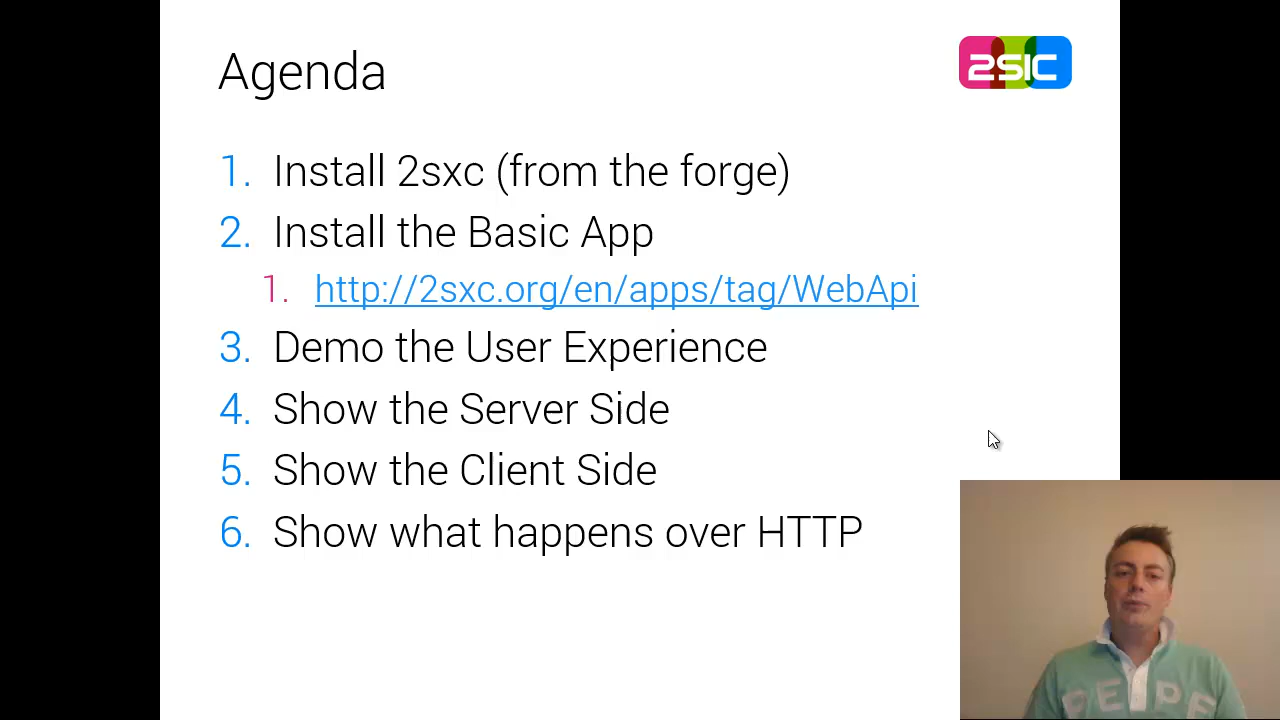 Agenda
2SIC
1. Install 2sxc (from the forge)
2. Install the Basic App
1. http://2sxc.org/en/apps/tag/WebApi
3. Demo the User Experience
4. Show the Server Side
5. Show the Client Side
6. Show what happens over HTTP